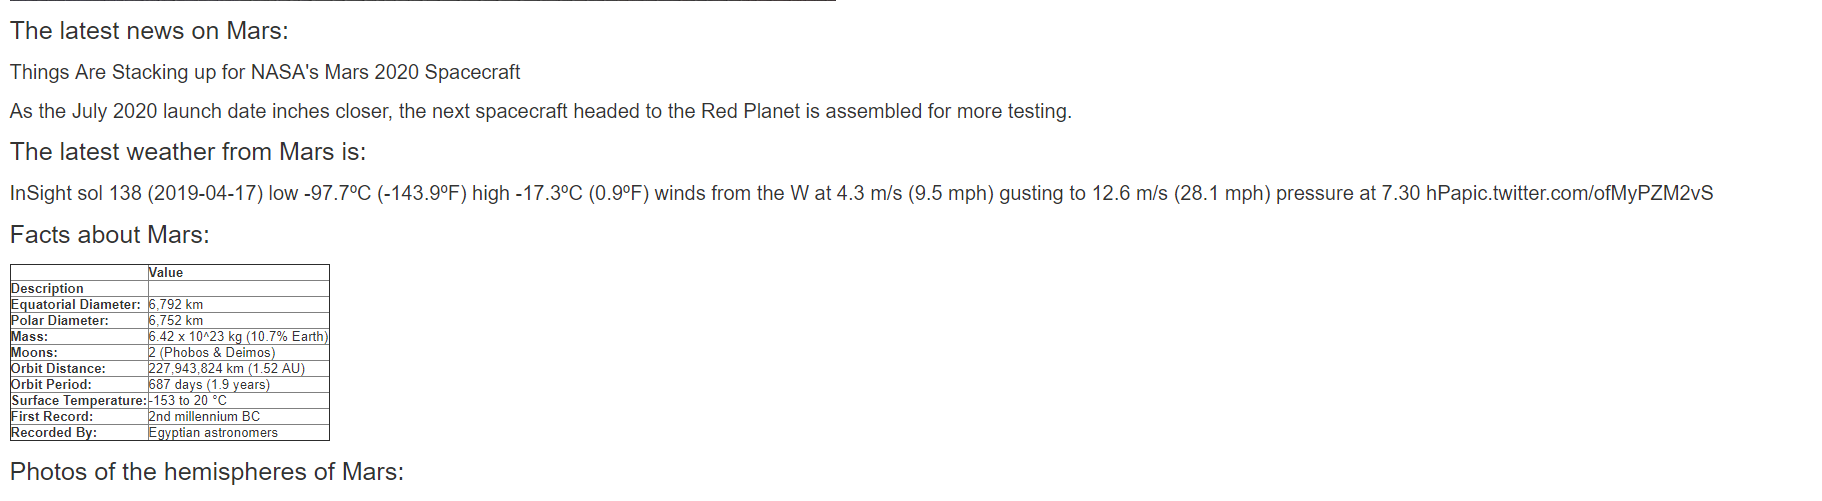 The latest news on Mars:
Things Are Stacking up for NASA's Mars 2020 Spacecraft
As the July 2020 launch date inches closer, the next spacecraft headed to the Red Planet is assembled for more testing.
The latest weather from Mars is:
InSight sol 138 (2019-04-17) low -97.7ºC (-143.9ºF) high -17.3ºC (0.9ºF) winds from the W at 4.3 m/s (9.5 mph) gusting to 12.6 m/s (28.1 mph) pressure at 7.30 hPapic.twitter.com/ofMyPZM2vS
Facts about Mars:
Value
Description
Equatorial Diameter: 6,792 km
Polar Diameter: 6,752 km
Mass: 6.42 x 10^23 kg (10.7% Earth)
Moons: 2 (Phobos & Deimos)
Orbit Distance: 227,943,824 km (1.52 AU)
Orbit Period: 687 days (1.9 years)
Surface Temperature: -153 to 20 °C
First Record: 2nd millennium BC
Recorded By: Egyptian astronomers
Photos of the hemispheres of Mars: